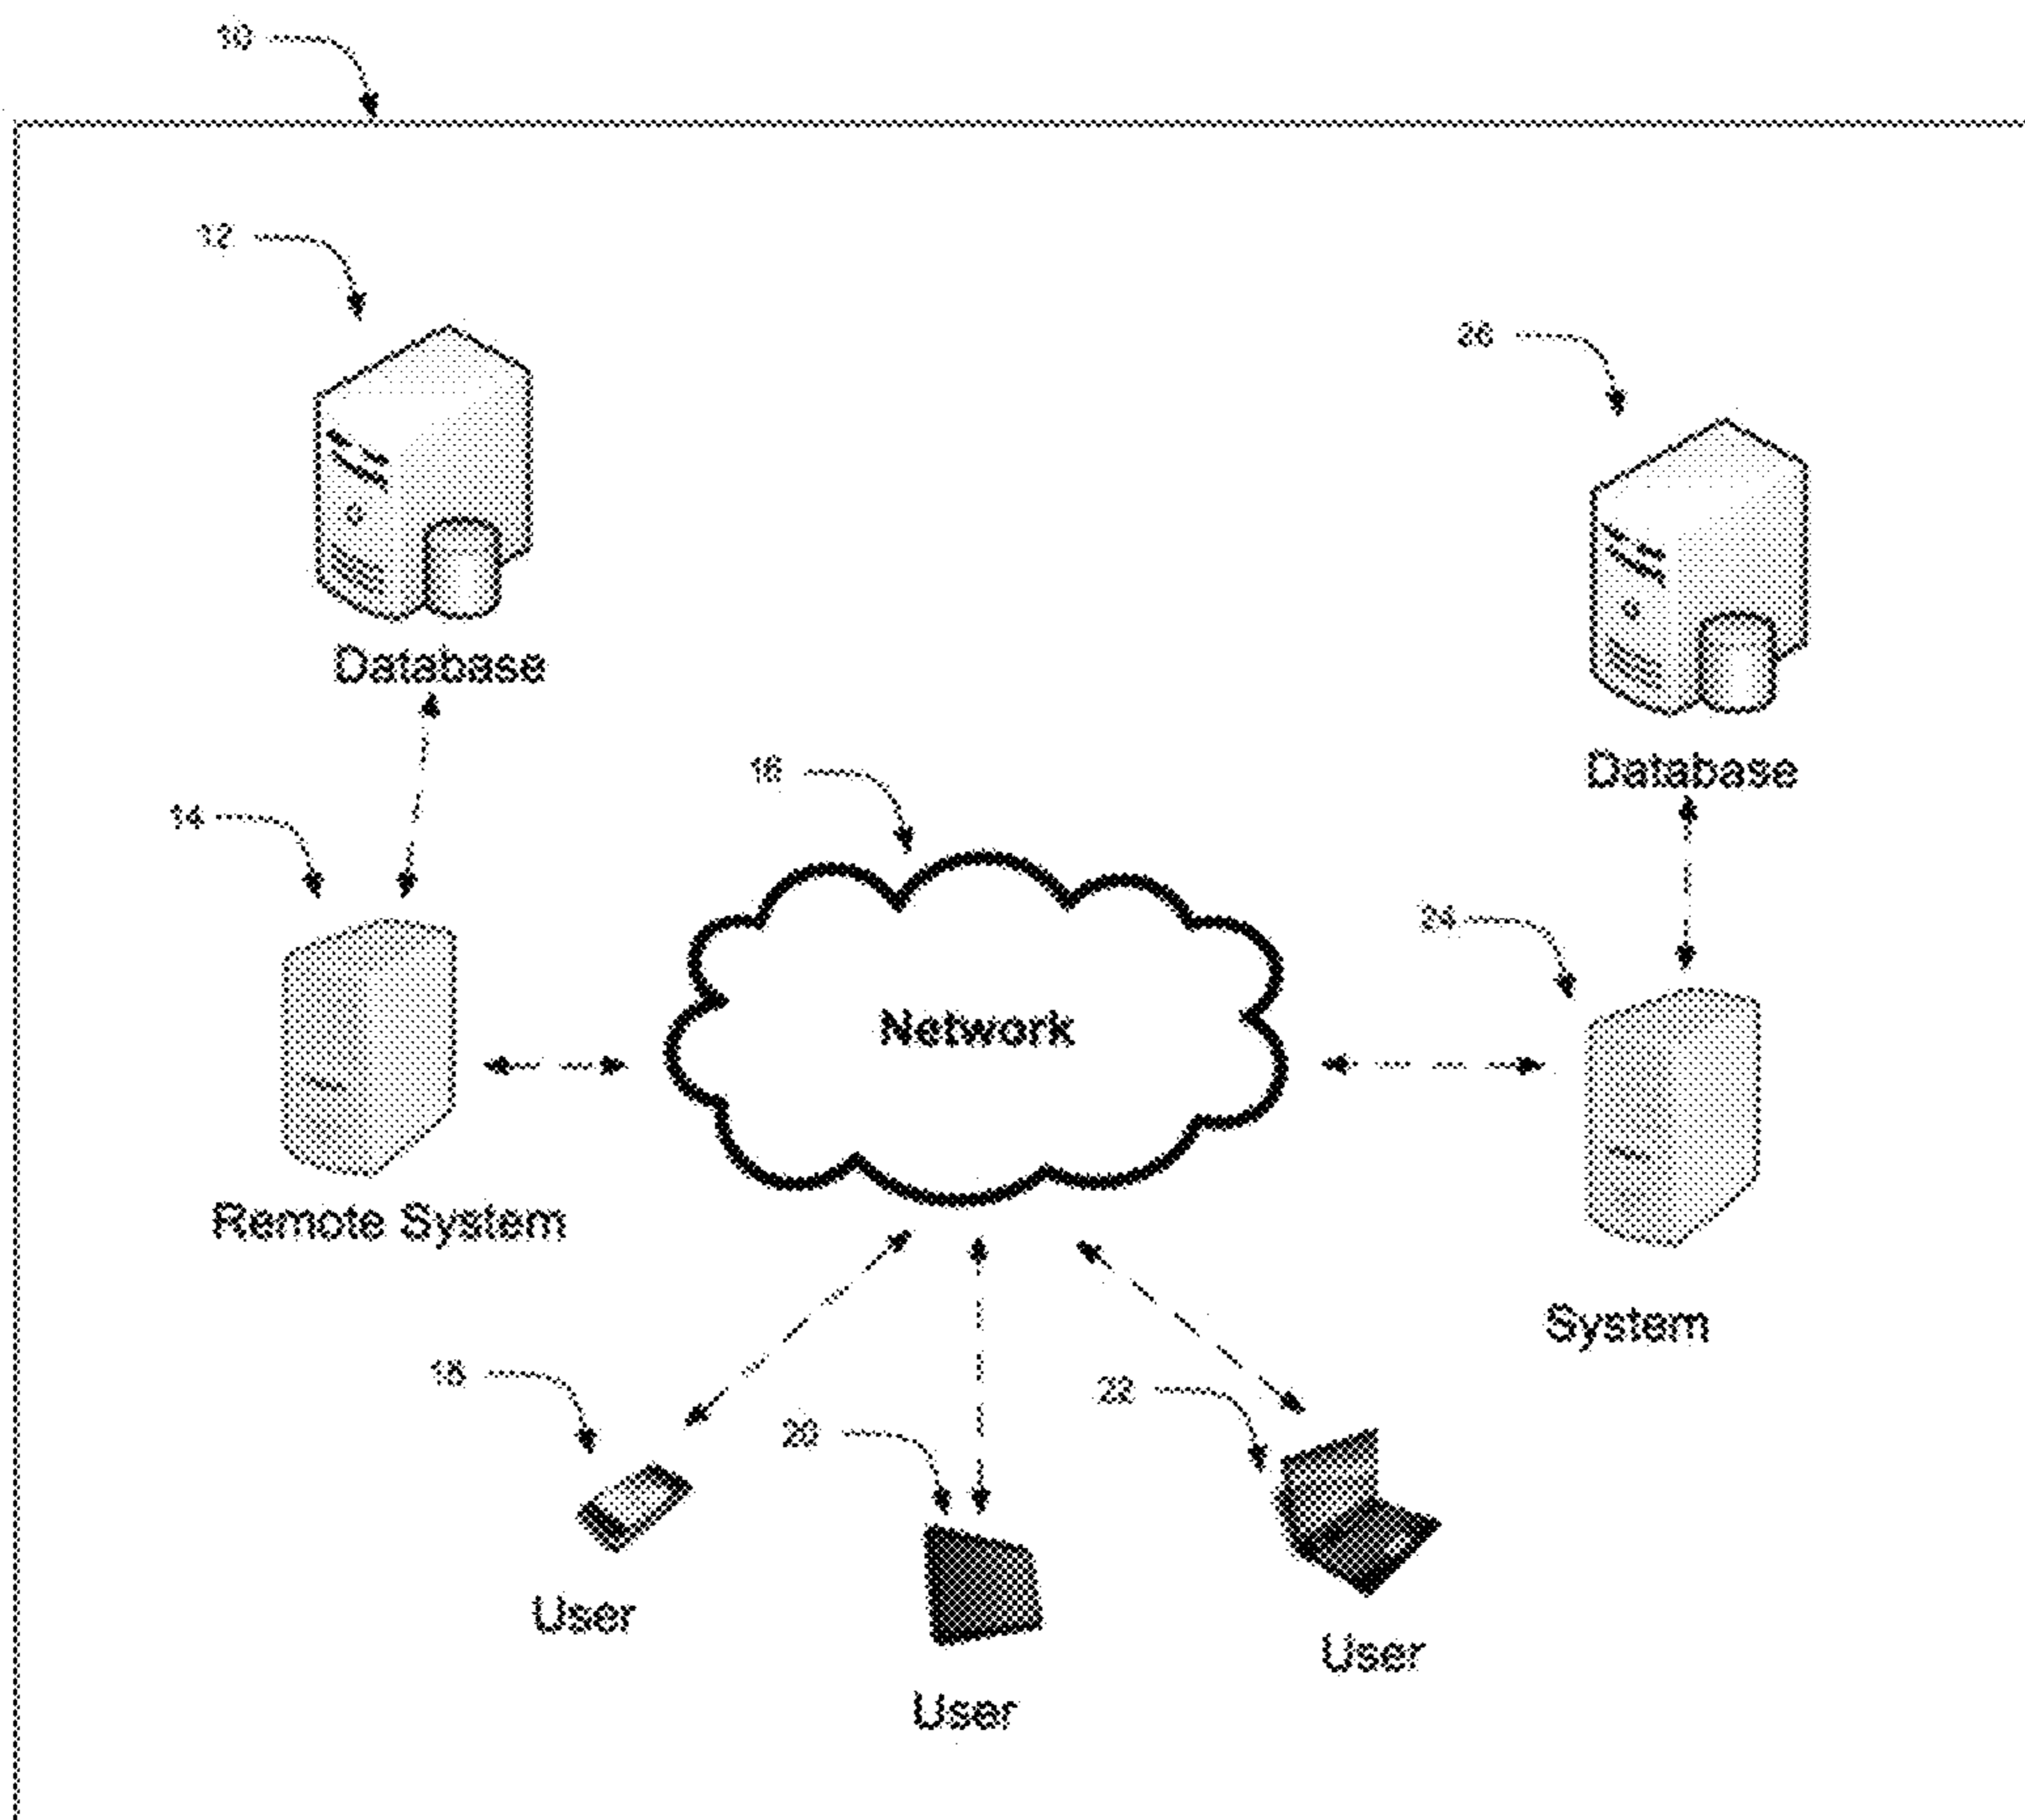 10
12
26
Database
16
Database
14
24
Network
Remote System
System
18
22
20
User
User
User